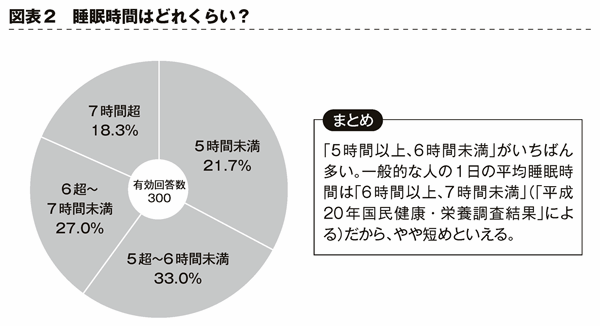 図表2　睡眠時間はどれくらい？
7時間超
18.3%
5時間未満
21.7%
有効回答数
300
6超～
7時間未満
27.0%
5超～6時間未満
33.0%
まとめ
「5時間以上、6時間未満」がいちばん
多い。一般的な人の1日の平均睡眠時
間は「6時間以上、7時間未満」（「平成
20年国民健康・栄養調査結果」によ
る）だから、やや短めといえる。